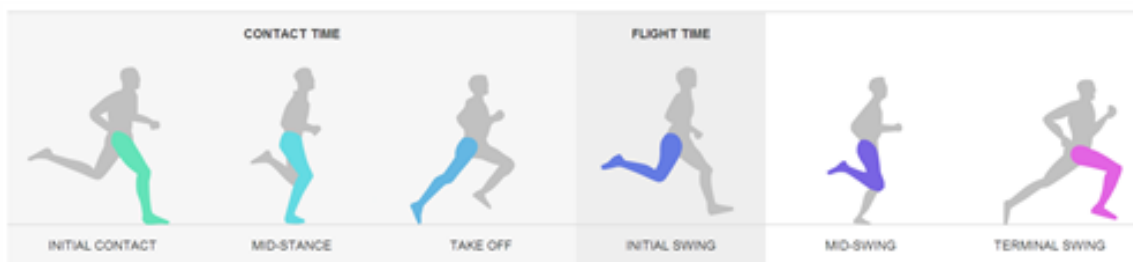 CONTACT TIME
FLIGHT TIME
INITIAL CONTACT
MID-STANCE
TAKE OFF
INITIAL SWING
MID-SWING
TERMINAL SWING